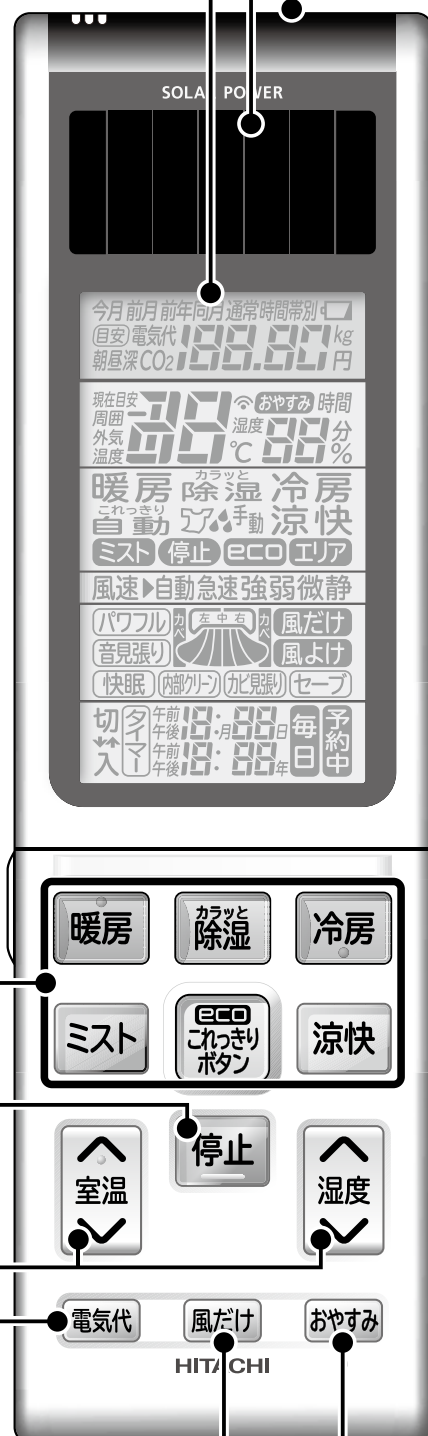 SOLAR POWER
今月 前月 前年同月 通常時間帯別
目安 電気代 188.80 kg
朝昼深 CO2 円
現在目安 おやすみ 時間
周囲 88 湿度 88 分
外気
温度 ℃ %
カラッと
暖房 除湿 冷房
これっきり
自動 手動 涼快
ミスト 停止 eco エリア
風速▶自動急速強弱微静
パワフル カベ 左 中 右 カベ 風だけ
音見張り 風よけ
快眠 内部クリーン カビ見張り セーブ
切 タイマー 午前 午後 18:月88日 毎日 予約中
入 午前 午後 18:88年
カラッと
暖房 除湿 冷房
eco
ミスト これっきり 涼快
ボタン
停止
室温 湿度
電気代 風だけ おやすみ
HITACHI